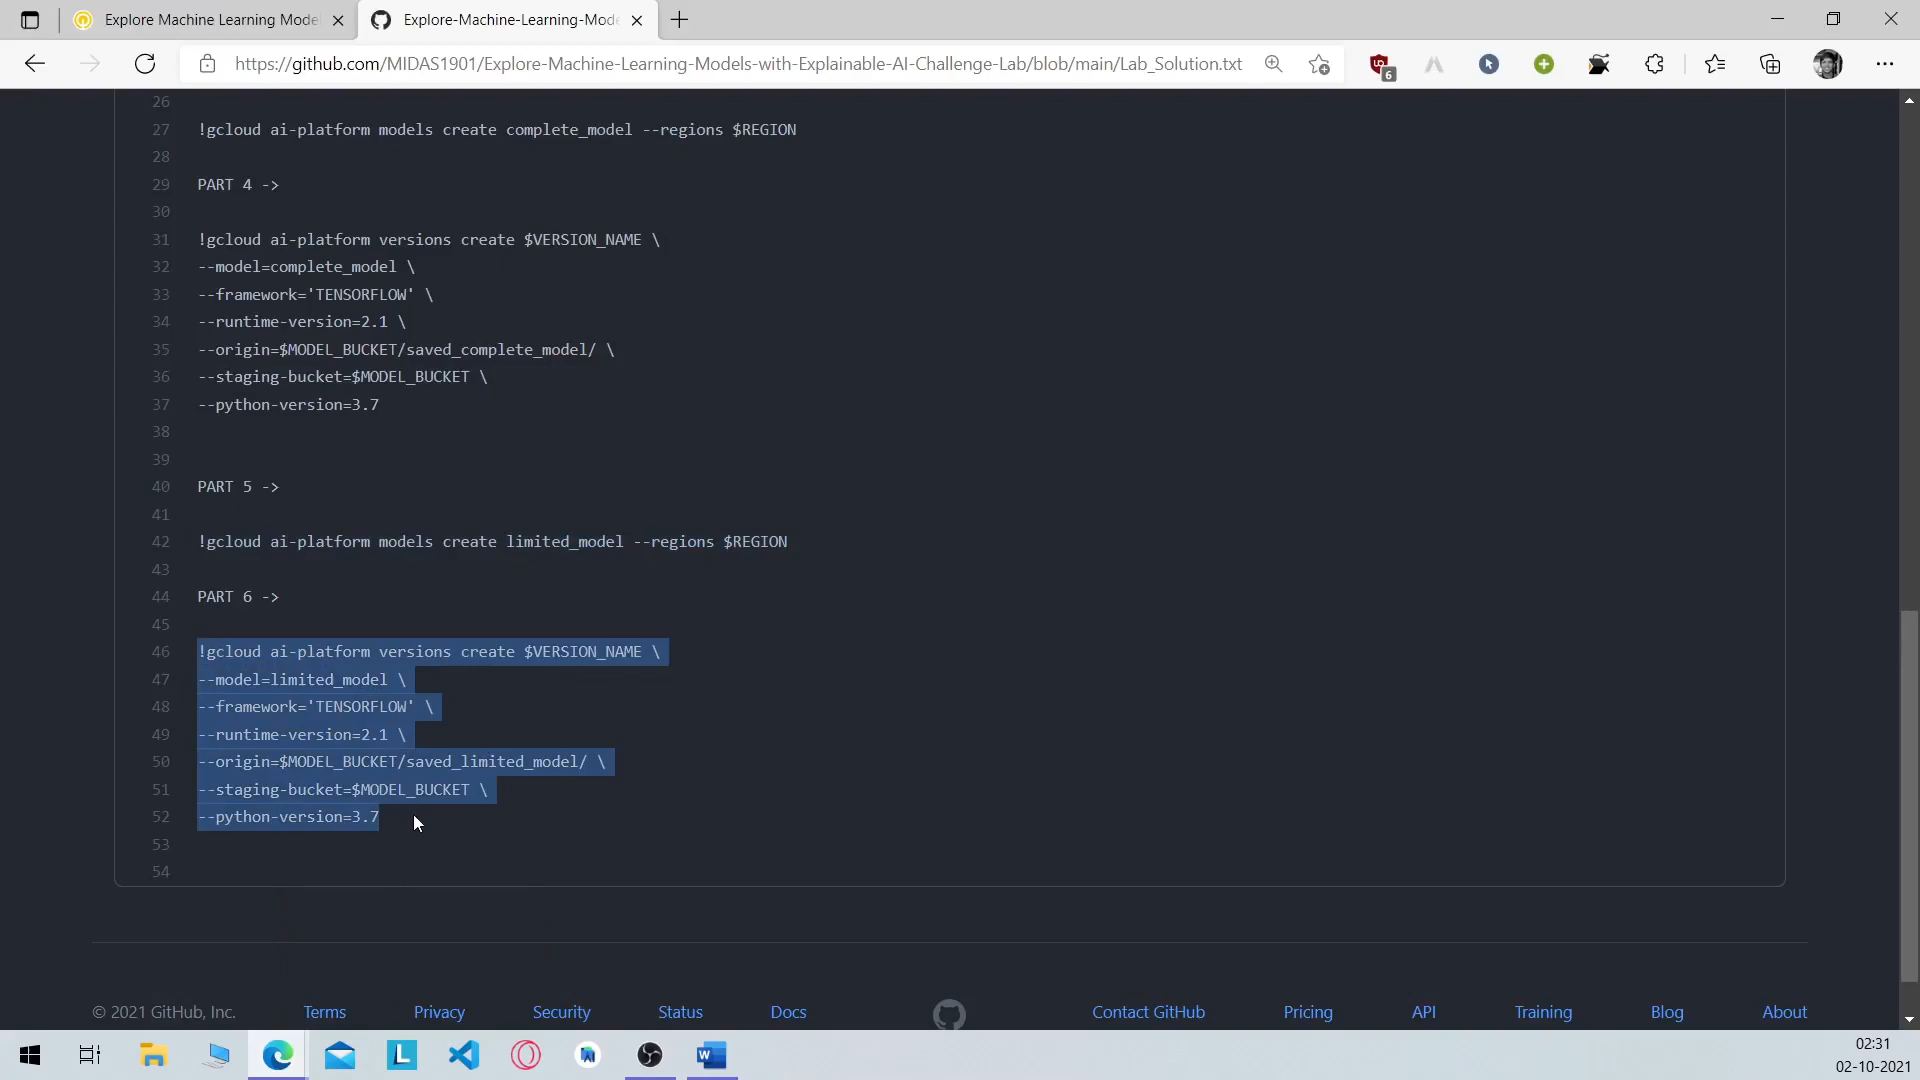 Explore Machine Learning Mode
Explore-Machine-Learning-Mode
https://github.com/MIDAS1901/Explore-Machine-Learning-Models-with-Explainable-AI-Challenge-Lab/blob/main/Lab_Solution.txt
6
26
27 !gcloud ai-platform models create complete_model --regions $REGION
28
29 PART 4 ->
30
31 !gcloud ai-platform versions create $VERSION_NAME \
32 --model=complete_model \
33 --framework='TENSORFLOW' \
34 --runtime-version=2.1 \
35 --origin=$MODEL_BUCKET/saved_complete_model/ \
36 --staging-bucket=$MODEL_BUCKET \
37 --python-version=3.7
38
39
40 PART 5 ->
41
42 !gcloud ai-platform models create limited_model --regions $REGION
43
44 PART 6 ->
45
46 !gcloud ai-platform versions create $VERSION_NAME \
47 --model=limited_model \
48 --framework='TENSORFLOW' \
49 --runtime-version=2.1 \
50 --origin=$MODEL_BUCKET/saved_limited_model/ \
51 --staging-bucket=$MODEL_BUCKET \
52 --python-version=3.7
53
54
© 2021 GitHub, Inc. Terms Privacy Security Status Docs Contact GitHub Pricing API Training Blog About
L W
02:31
02-10-2021